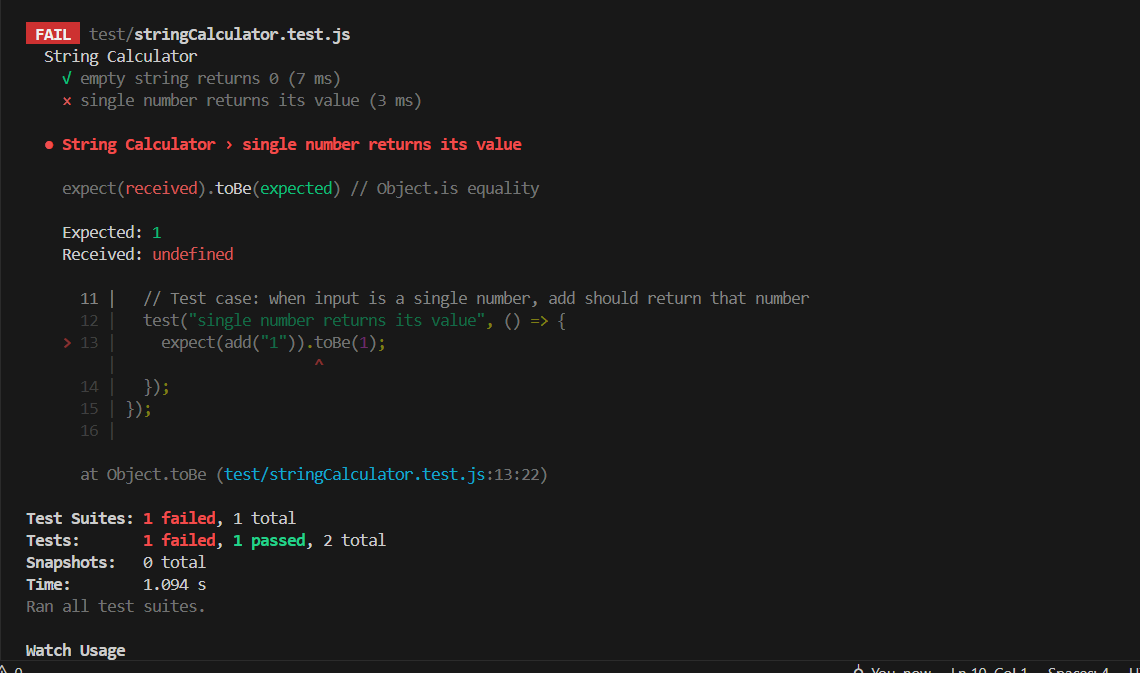 FAIL test/stringCalculator.test.js
String Calculator
√ empty string returns 0 (7 ms)
× single number returns its value (3 ms)
● String Calculator › single number returns its value
expect(received).toBe(expected) // Object.is equality
Expected: 1
Received: undefined
11 | // Test case: when input is a single number, add should return that number
12 | test("single number returns its value", () => {
> 13 | expect(add("1")).toBe(1);
| ^
14 | });
15 | });
16 |
at Object.toBe (test/stringCalculator.test.js:13:22)
Test Suites: 1 failed, 1 total
Tests: 1 failed, 1 passed, 2 total
Snapshots: 0 total
Time: 1.094 s
Ran all test suites.
Watch Usage
0 You, now Ln 10, Col 1 Spaces: 4